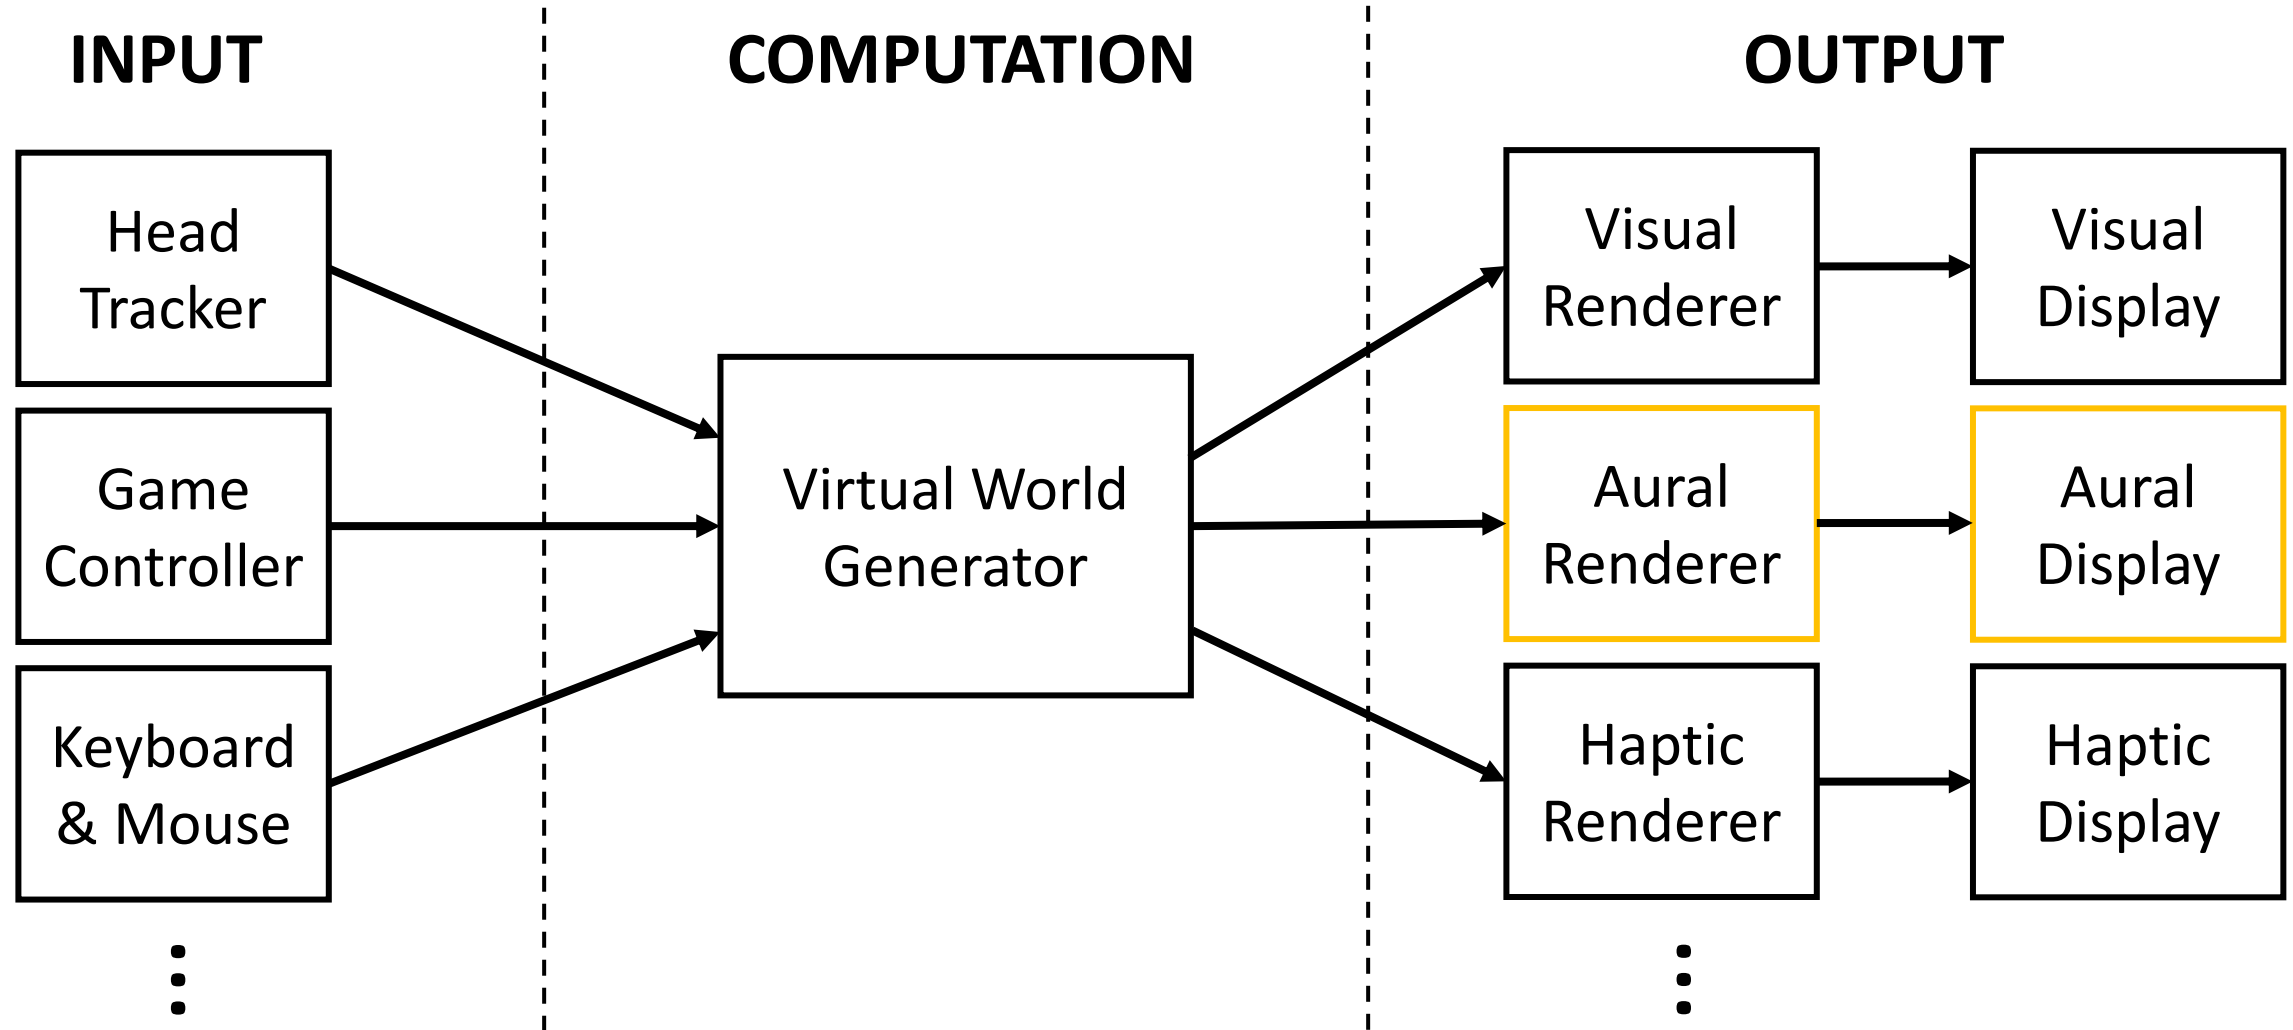 INPUT
COMPUTATION
OUTPUT
Head
Tracker
Game
Controller
Keyboard
& Mouse
Virtual World
Generator
Visual
Renderer
Visual
Display
Aural
Renderer
Aural
Display
Haptic
Renderer
Haptic
Display